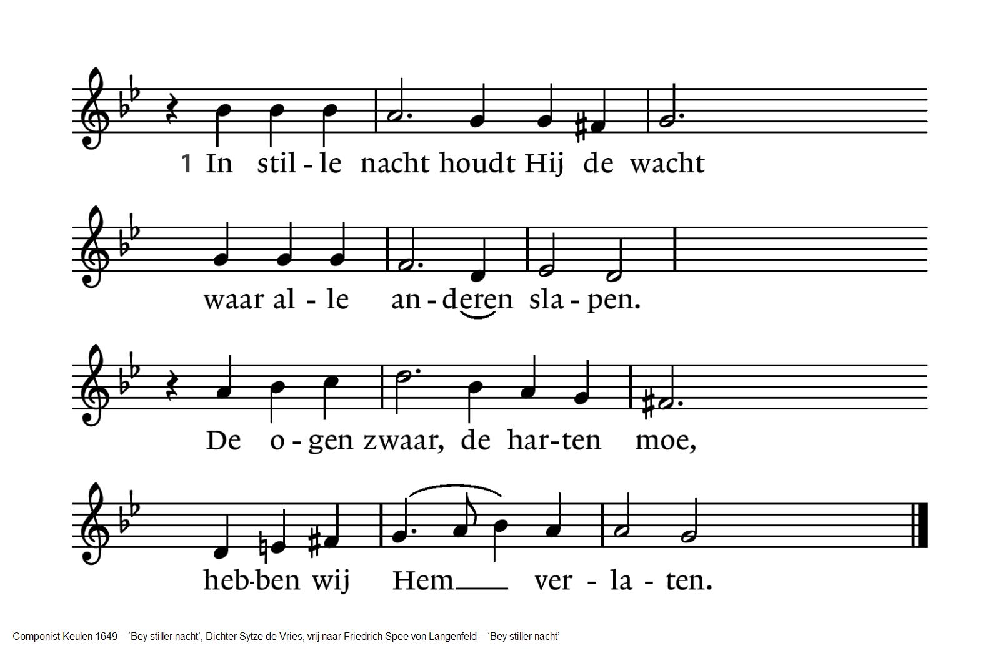 1 In stil - le nacht houdt Hij de wacht
waar al - le an - deren sla - pen.
De o - gen zwaar, de har - ten moe,
heb - ben wij Hem ver - la - ten.
Componist Keulen 1649 – ‘Bey stiller nacht’, Dichter Sytze de Vries, vrij naar Friedrich Spee von Langenfeld – ‘Bey stiller nacht’